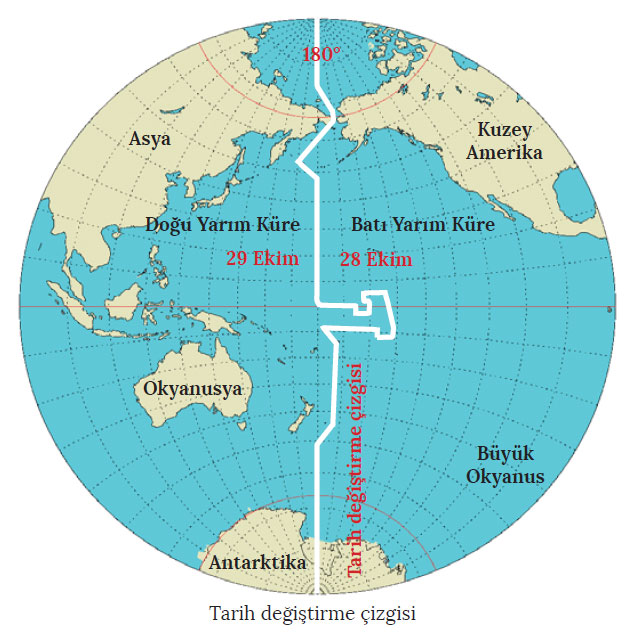 180°
Asya
Kuzey
Amerika
Doğu Yarım Küre
Batı Yarım Küre
29 Ekim
28 Ekim
Okyanusya
Tarih değiştirme çizgisi
Büyük
Okyanus
Antarktika
Tarih değiştirme çizgisi